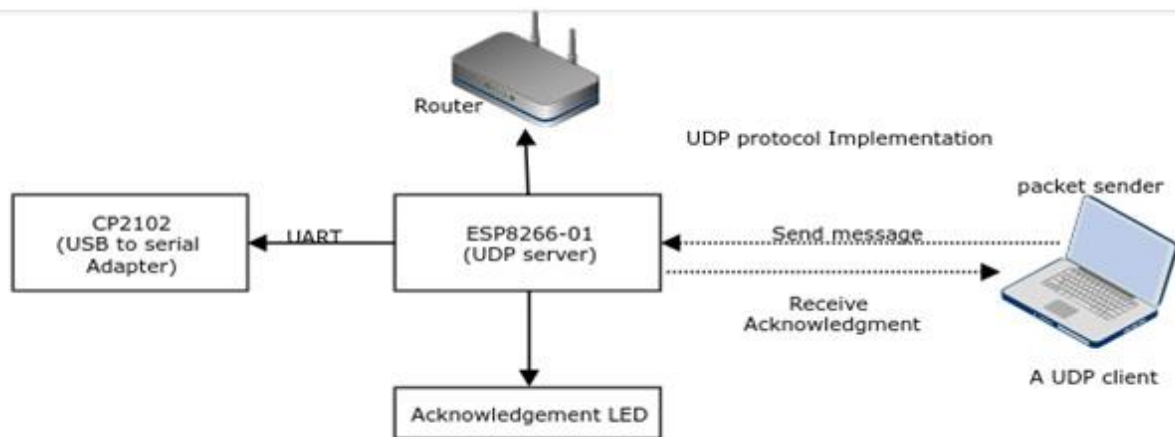 Router
UDP protocol Implementation
packet sender
CP2102
(USB to serial
Adapter)
UART
ESP8266-01
(UDP server)
Send message
Receive
Acknowledgment
A UDP client
Acknowledgement LED